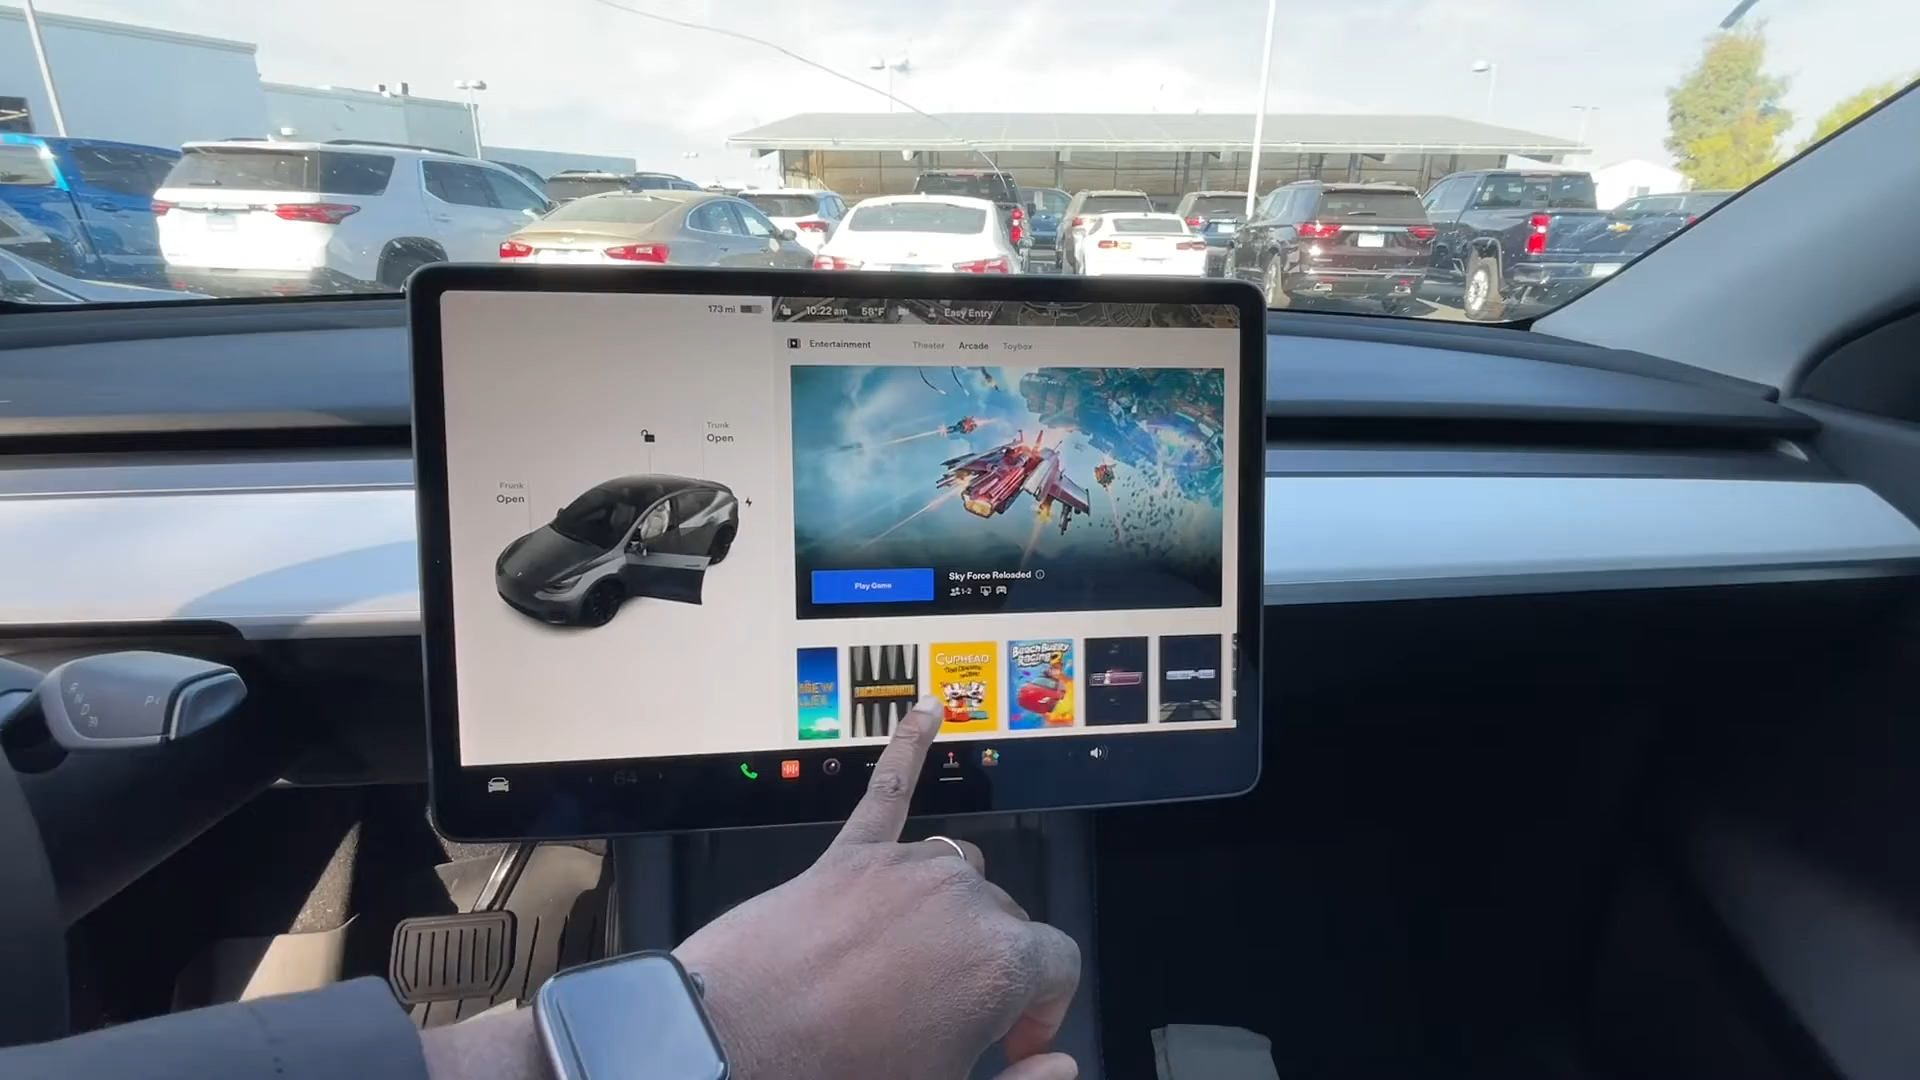 173 mi
10:22 am 58°F Easy Entry
Entertainment Theater Arcade Toybox
Trunk
Open
Frunk
Open
Play Game
Sky Force Reloaded
1-2
CUPHEAD
Beach Buggy
Racing 2
64
R
N
D
P